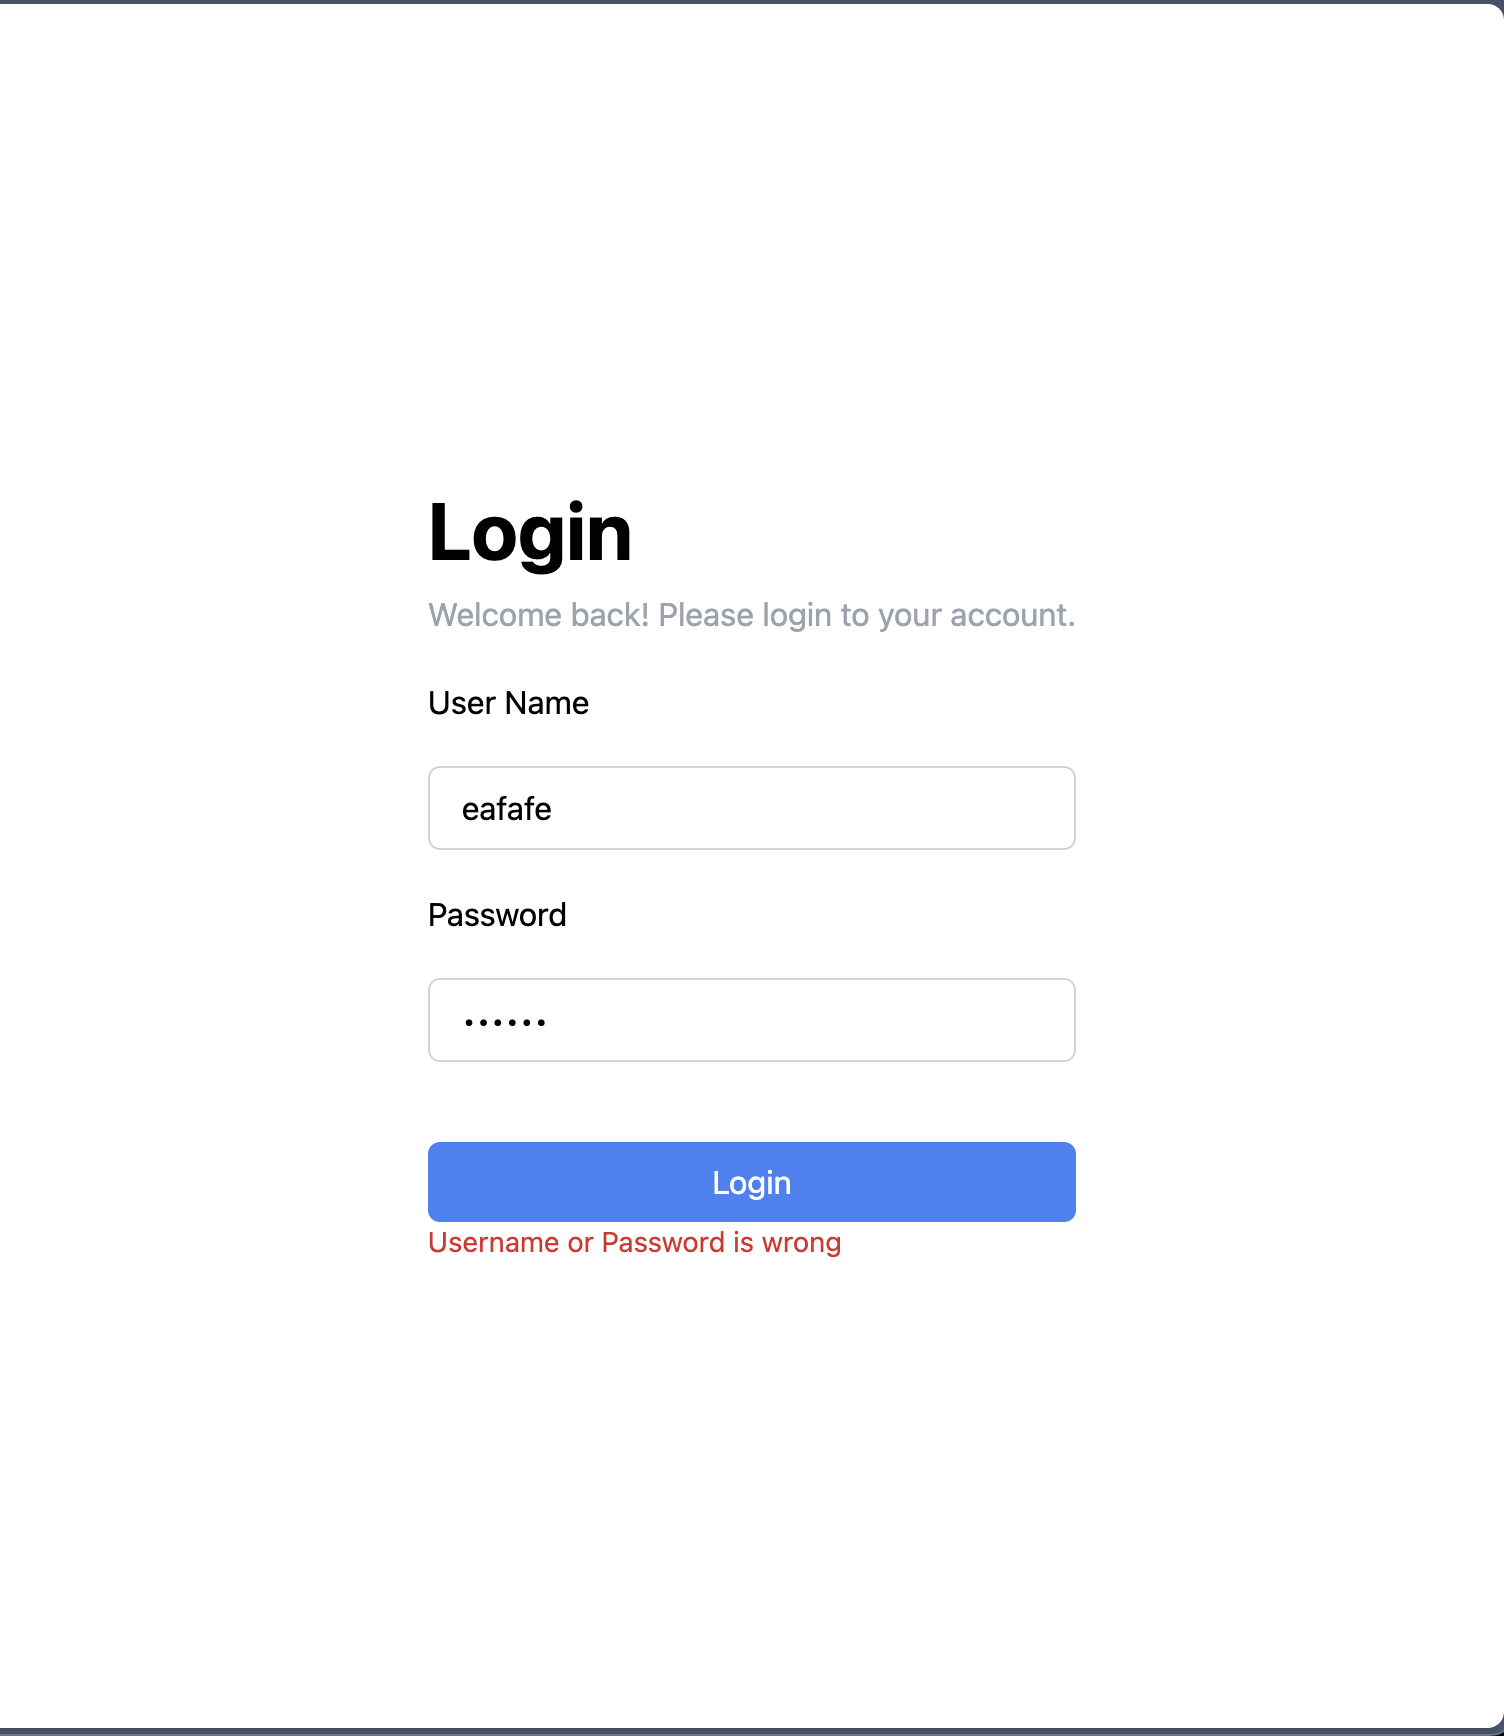 Login
Welcome back! Please login to your account.
User Name
eafafe
Password
••••••
Login
Username or Password is wrong